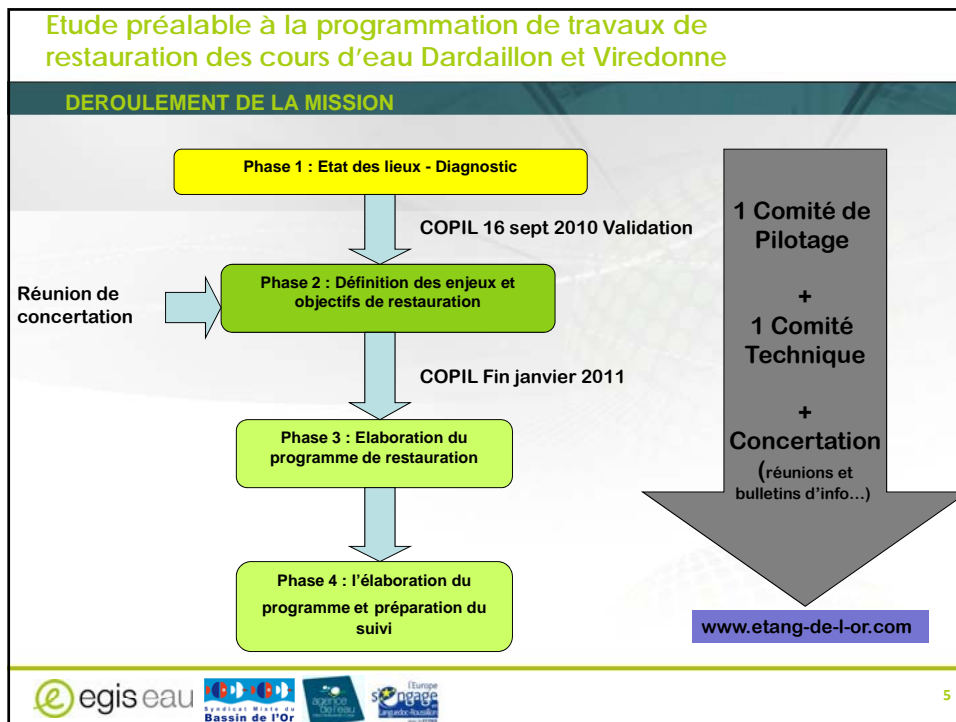 Etude préalable à la programmation de travaux de
restauration des cours d'eau Dardaillon et Viredonne
DEROULEMENT DE LA MISSION
Phase 1 : Etat des lieux - Diagnostic
COPIL 16 sept 2010 Validation
Réunion de
concertation
Phase 2 : Définition des enjeux et
objectifs de restauration
COPIL Fin janvier 2011
Phase 3 : Elaboration du
programme de restauration
Phase 4 : l'élaboration du
programme et préparation du
suivi
1 Comité de
Pilotage
+
1 Comité
Technique
+
Concertation
(réunions et
bulletins d'info...)
www.etang-de-l-or.com
egis eau
Syndicat Mixte du
Bassin de l'Or
agence
de l'eau
l'Europe
s'engage
Languedoc-Roussillon
5